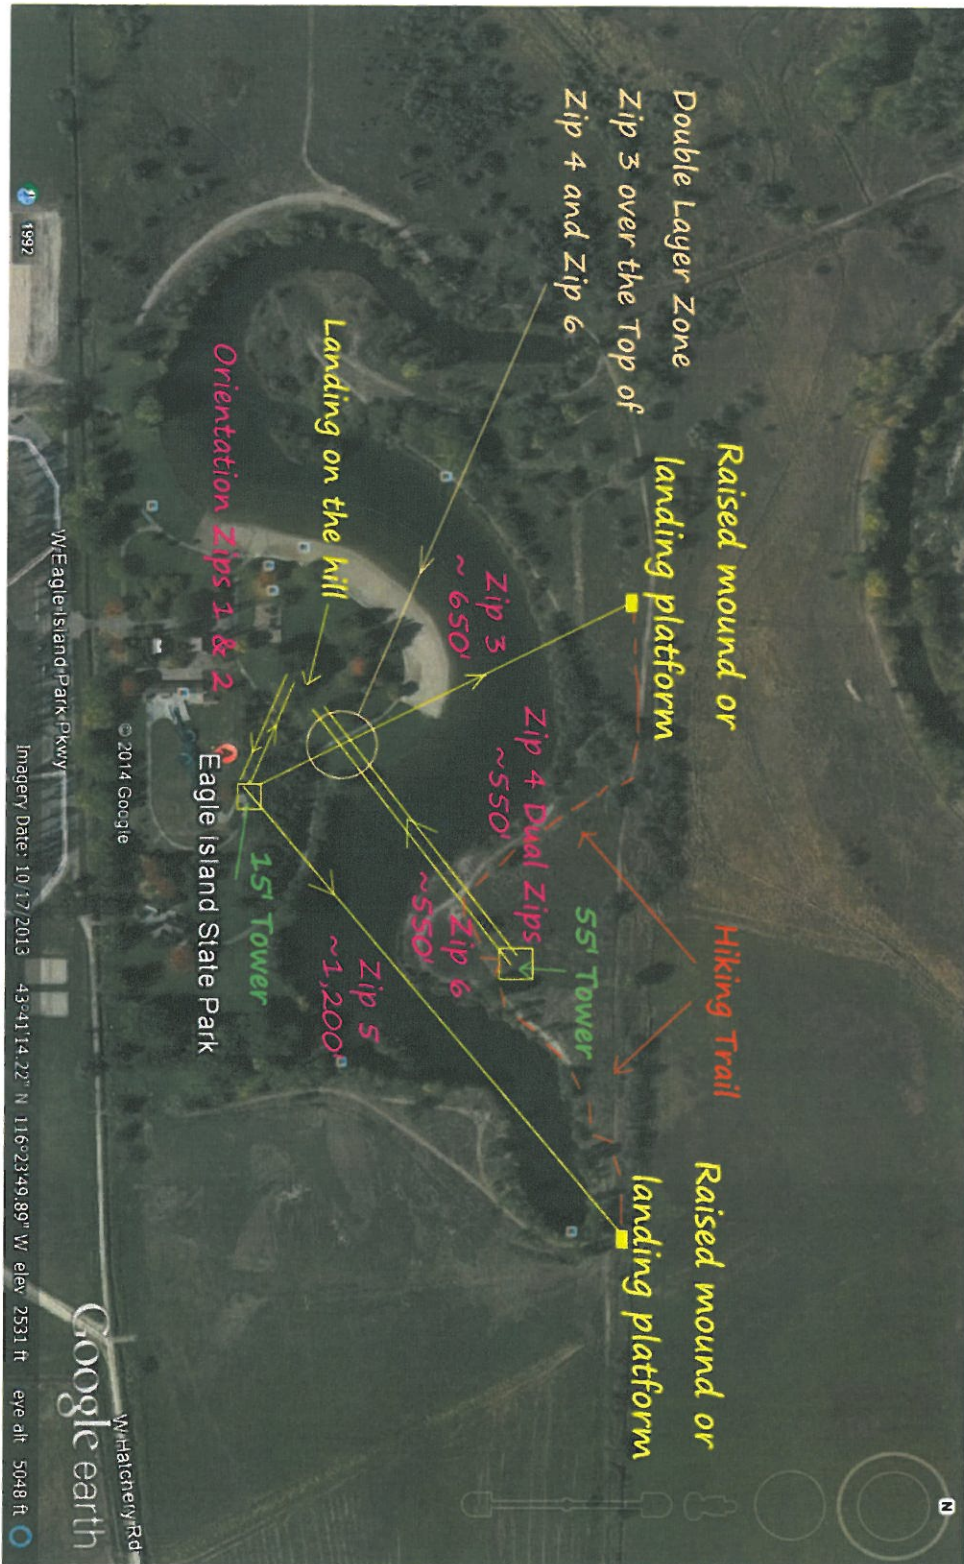 Double Layer Zone
Zip 3 over the Top of
Zip 4 and Zip 6
Raised mound or
landing platform
Hiking Trail
Raised mound or
landing platform
N
Zip 3
~ 650'
Zip 4 Dual Zips
~550'
55' Tower
Zip 6
~550'
Zip 5
~1,200'
Landing on the hill
Orientation Zips 1 & 2
15' Tower
Eagle Island State Park
© 2014 Google
W Eagle Island Park Pkwy
W Hatchery Rd
Google earth
1992
Imagery Date: 10/17/2013 43°41'14.22" N 116°23'49.89" W elev 2531 ft eye alt 5048 ft